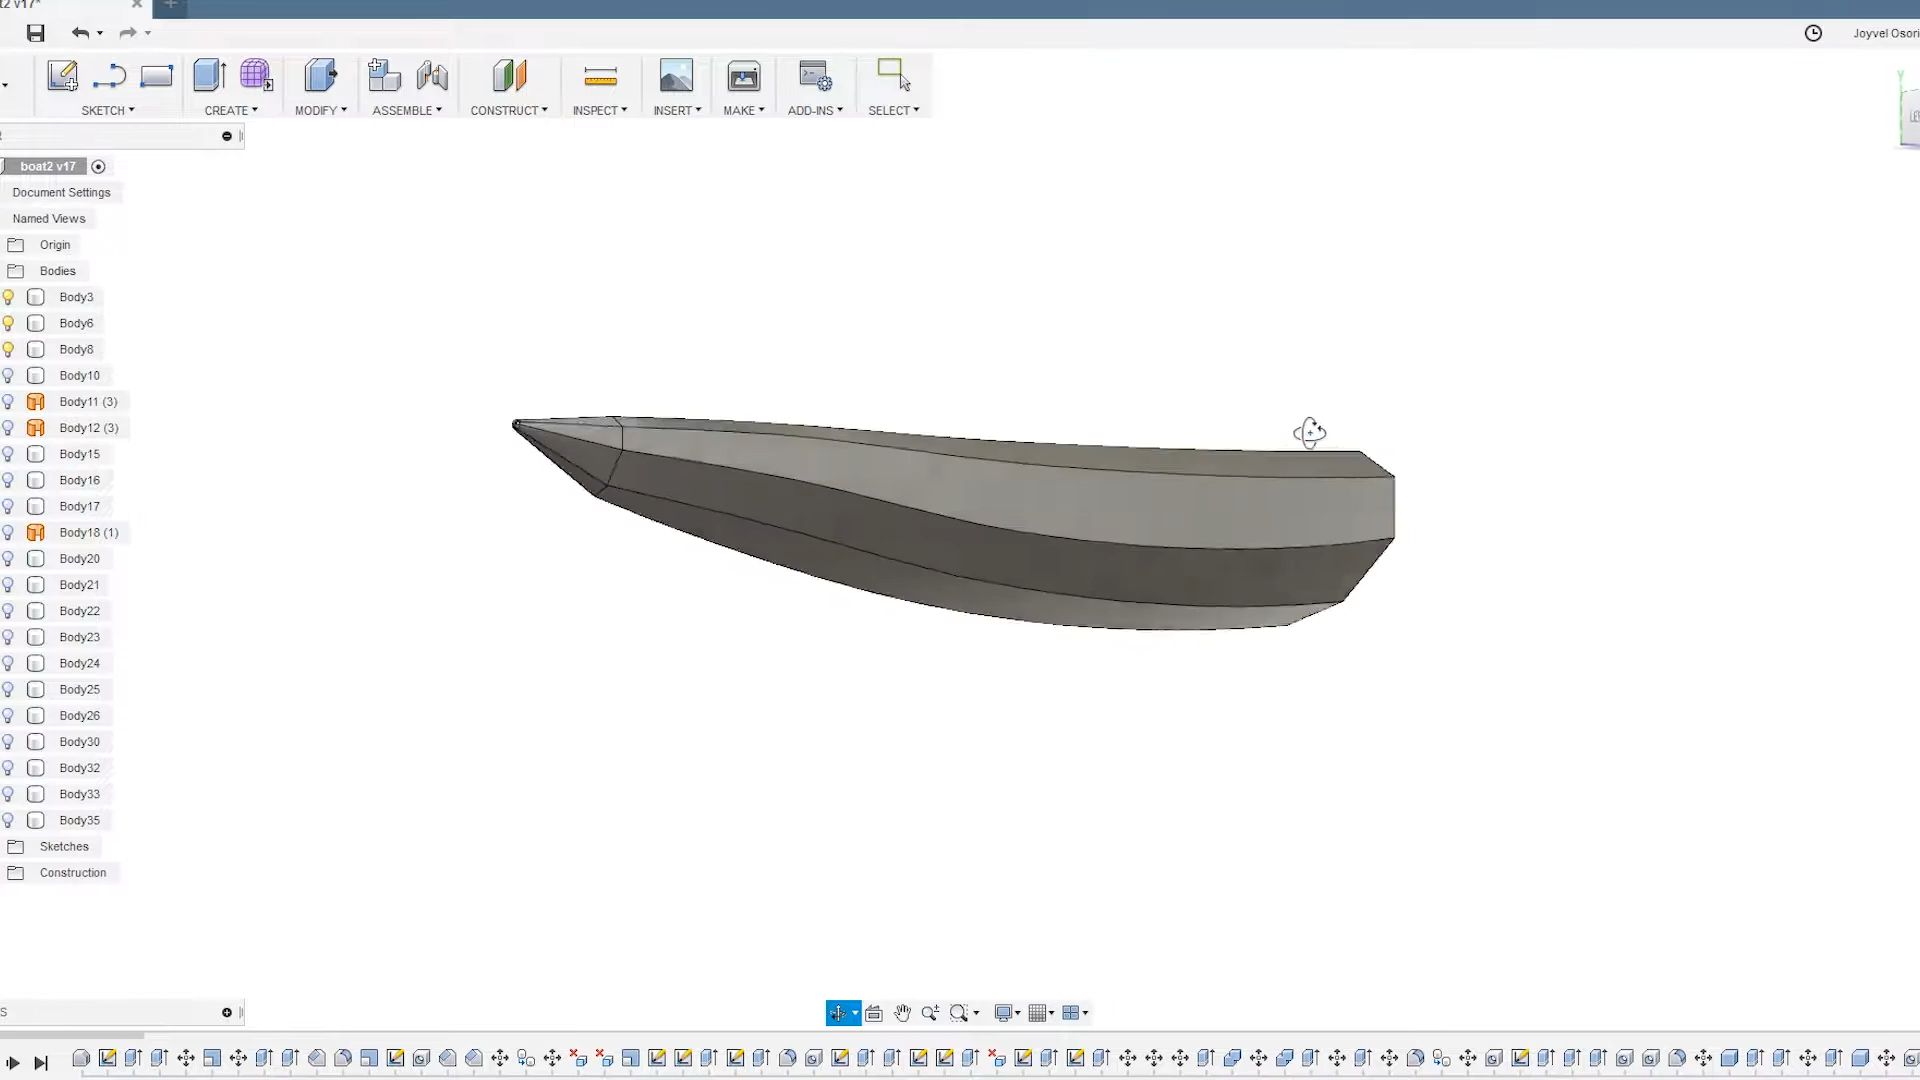 t2 v17*
Joyvel Osori
SKETCH
CREATE
MODIFY
ASSEMBLE
CONSTRUCT
INSPECT
INSERT
MAKE
ADD-INS
SELECT
boat2 v17
Document Settings
Named Views
Origin
Bodies
Body3
Body6
Body8
Body10
Body11 (3)
Body12 (3)
Body15
Body16
Body17
Body18 (1)
Body20
Body21
Body22
Body23
Body24
Body25
Body26
Body30
Body32
Body33
Body35
Sketches
Construction
S